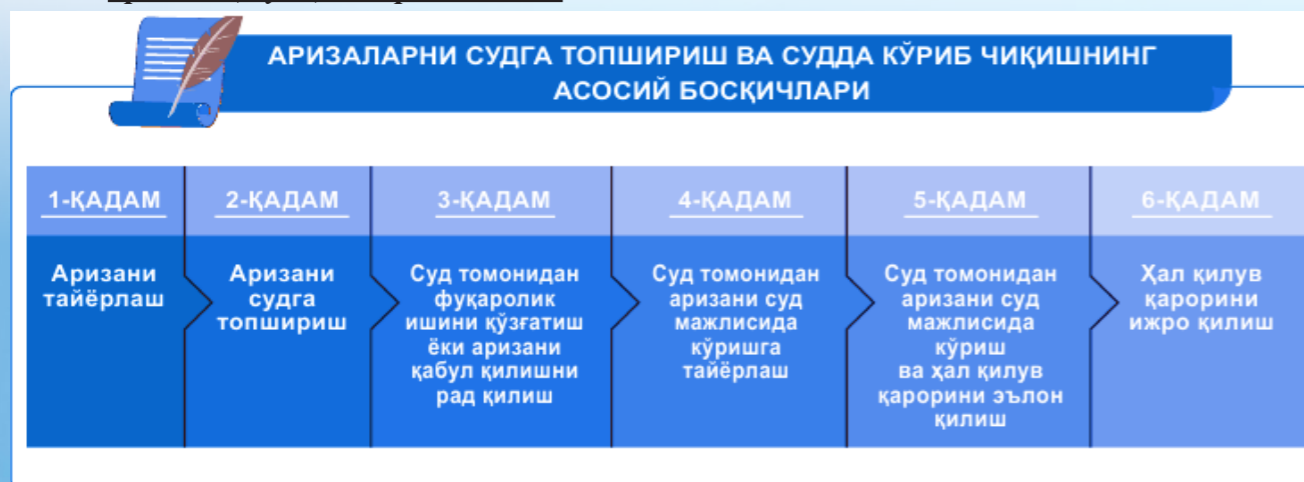 АРИЗАЛАРНИ СУДГА ТОПШИРИШ ВА СУДДА КЎРИБ ЧИҚИШНИНГ
АСОСИЙ БОСҚИЧЛАРИ
1-ҚАДАМ
Аризани
тайёрлаш
2-ҚАДАМ
Аризани
судга
топшириш
3-ҚАДАМ
Суд томонидан
фуқаролик
ишини қўзғатиш
ёки аризани
қабул қилишни
рад қилиш
4-ҚАДАМ
Суд томонидан
аризани суд
мажлисида
кўришга
тайёрлаш
5-ҚАДАМ
Суд томонидан
аризани суд
мажлисида
кўриш
ва ҳал қилув
қарорини эълон
қилиш
6-ҚАДАМ
Ҳал қилув
қарорини
ижро қилиш